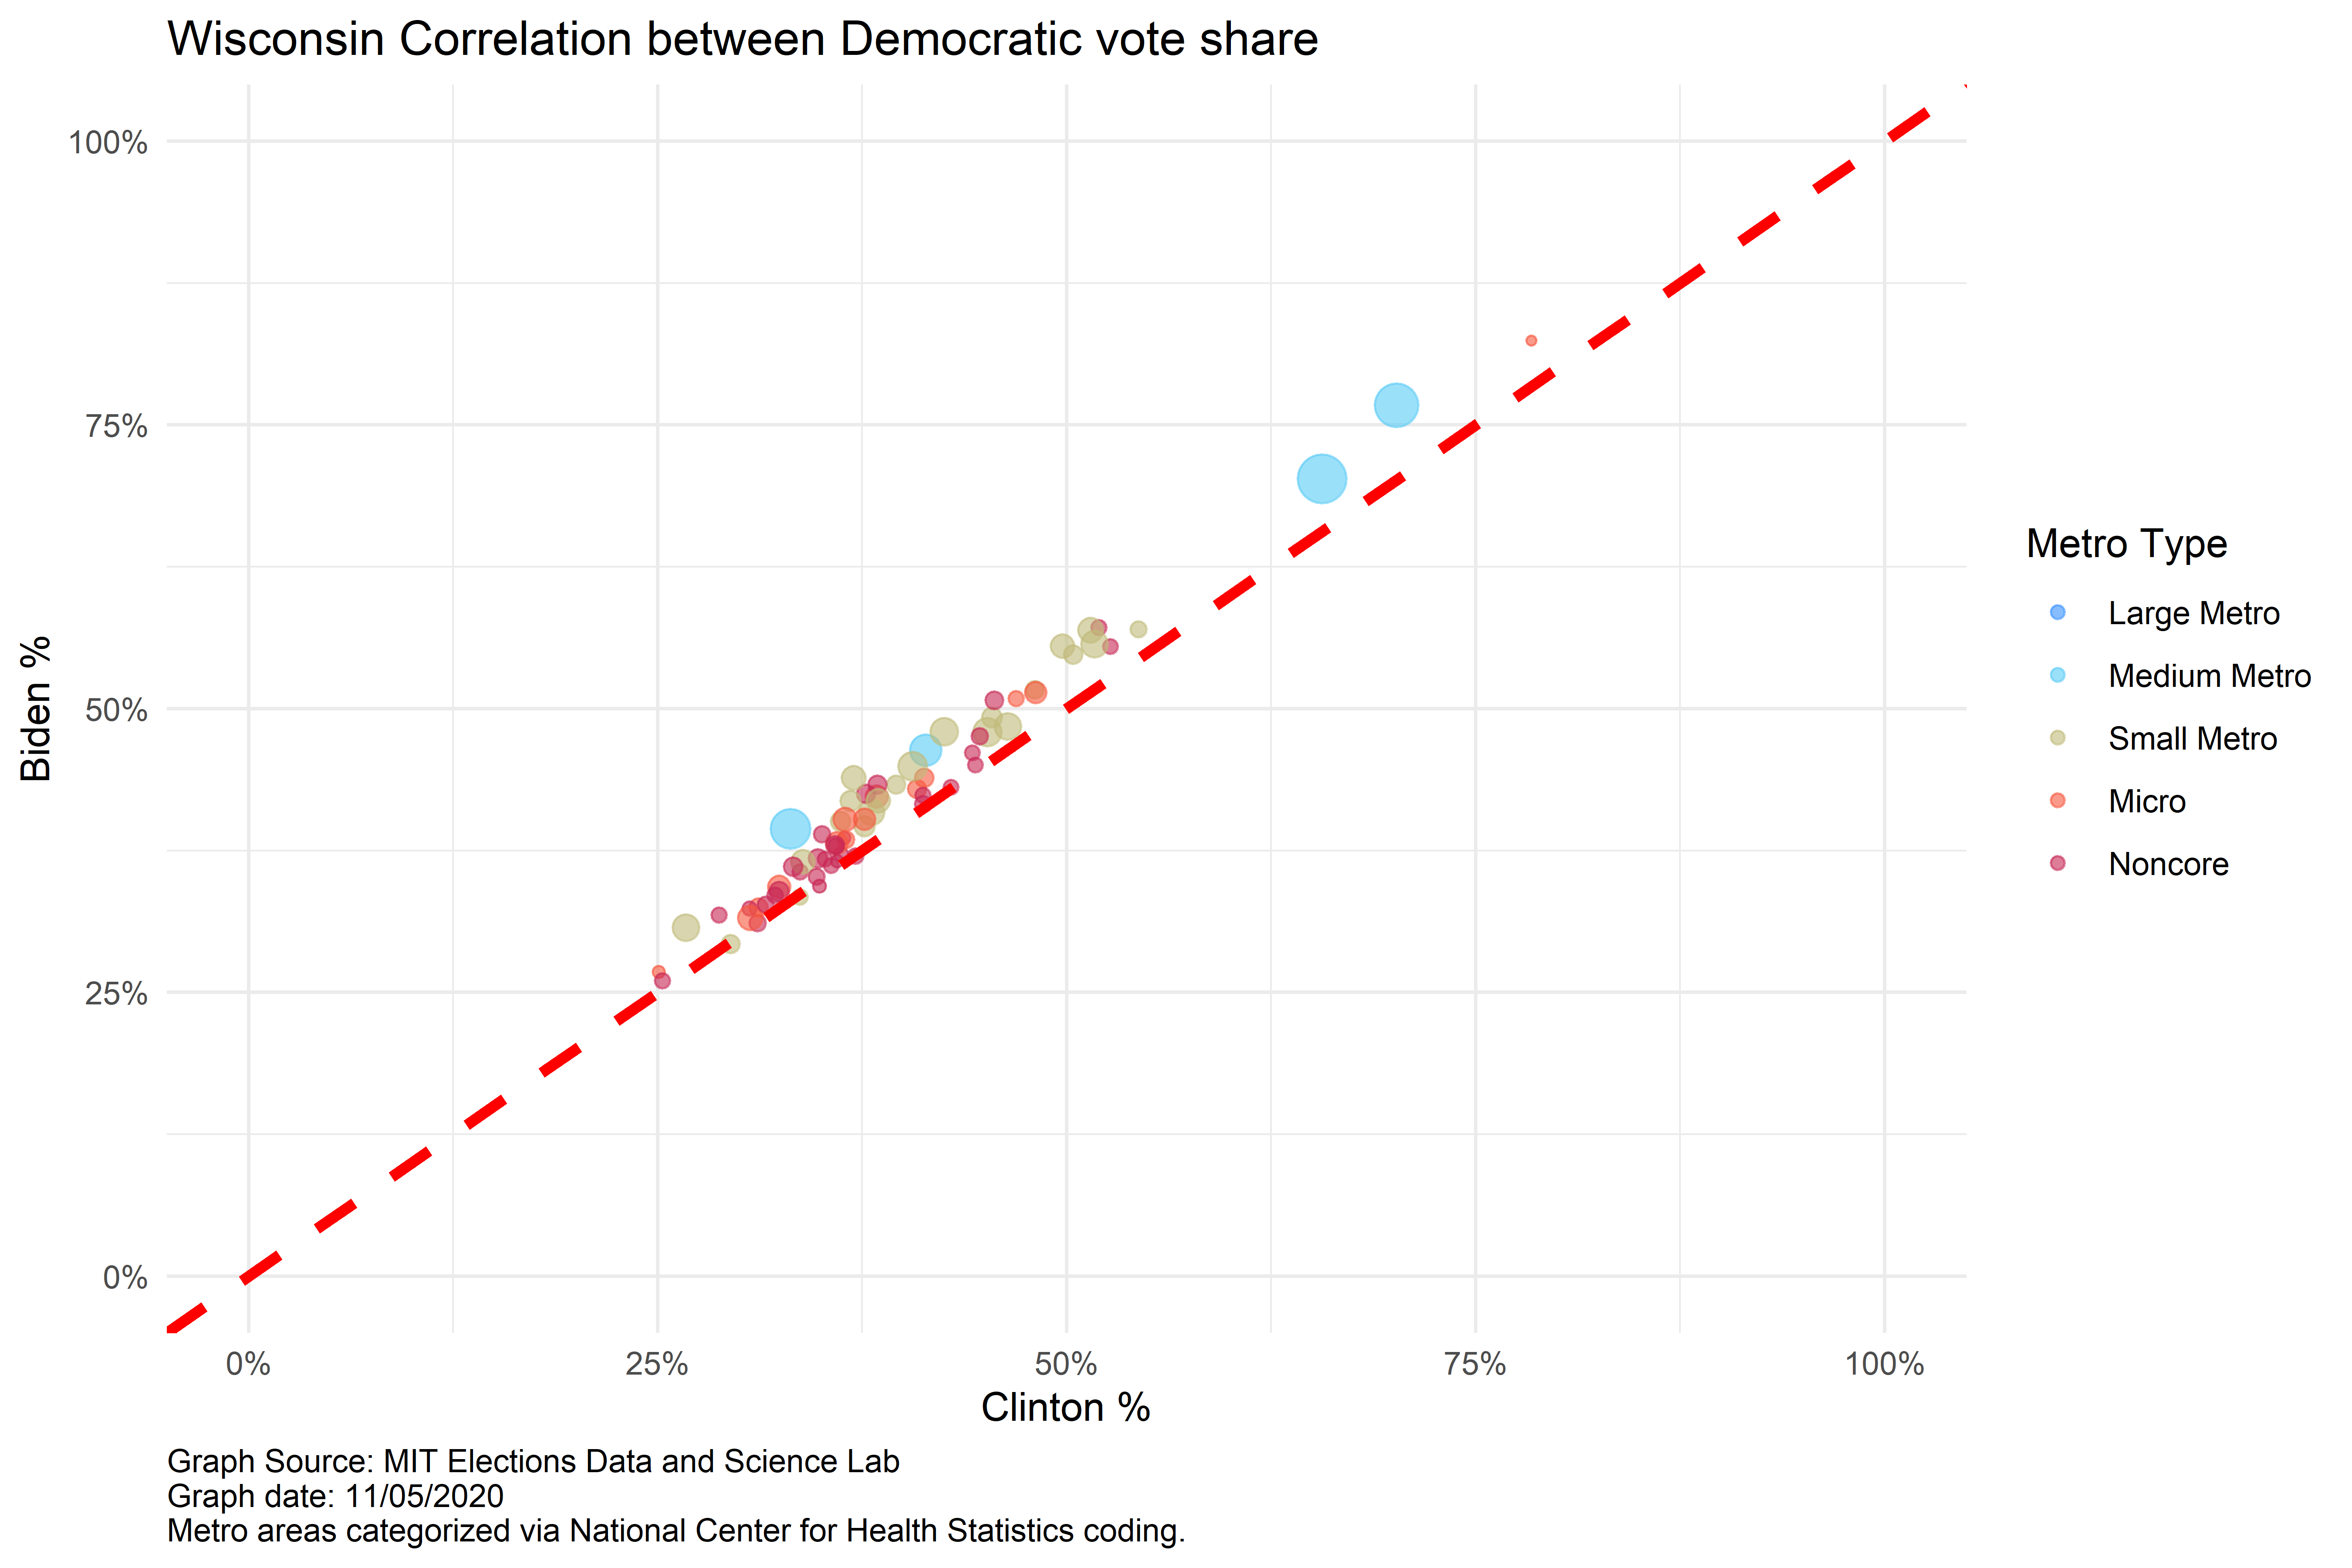 Wisconsin Correlation between Democratic vote share
100%
75%
50%
25%
0%
Biden %
0%
25%
50%
75%
100%
Clinton %
Metro Type
Large Metro
Medium Metro
Small Metro
Micro
Noncore
Graph Source: MIT Elections Data and Science Lab
Graph date: 11/05/2020
Metro areas categorized via National Center for Health Statistics coding.